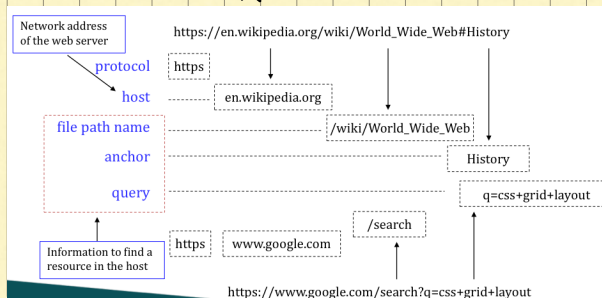 Network address
of the web server
https://en.wikipedia.org/wiki/World_Wide_Web#History
protocol
https
host
en.wikipedia.org
file path name
/wiki/World_Wide_Web
anchor
History
query
q=css+grid+layout
/search
https
www.google.com
Information to find a
resource in the host
https://www.google.com/search?q=css+grid+layout